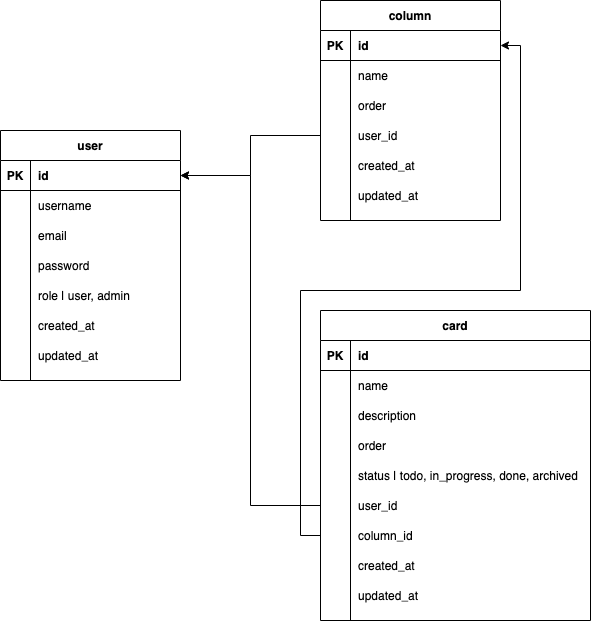 column
PK id
name
order
user_id
created_at
updated_at
user
PK id
username
email
password
role | user, admin
created_at
updated_at
card
PK id
name
description
order
status | todo, in_progress, done, archived
user_id
column_id
created_at
updated_at